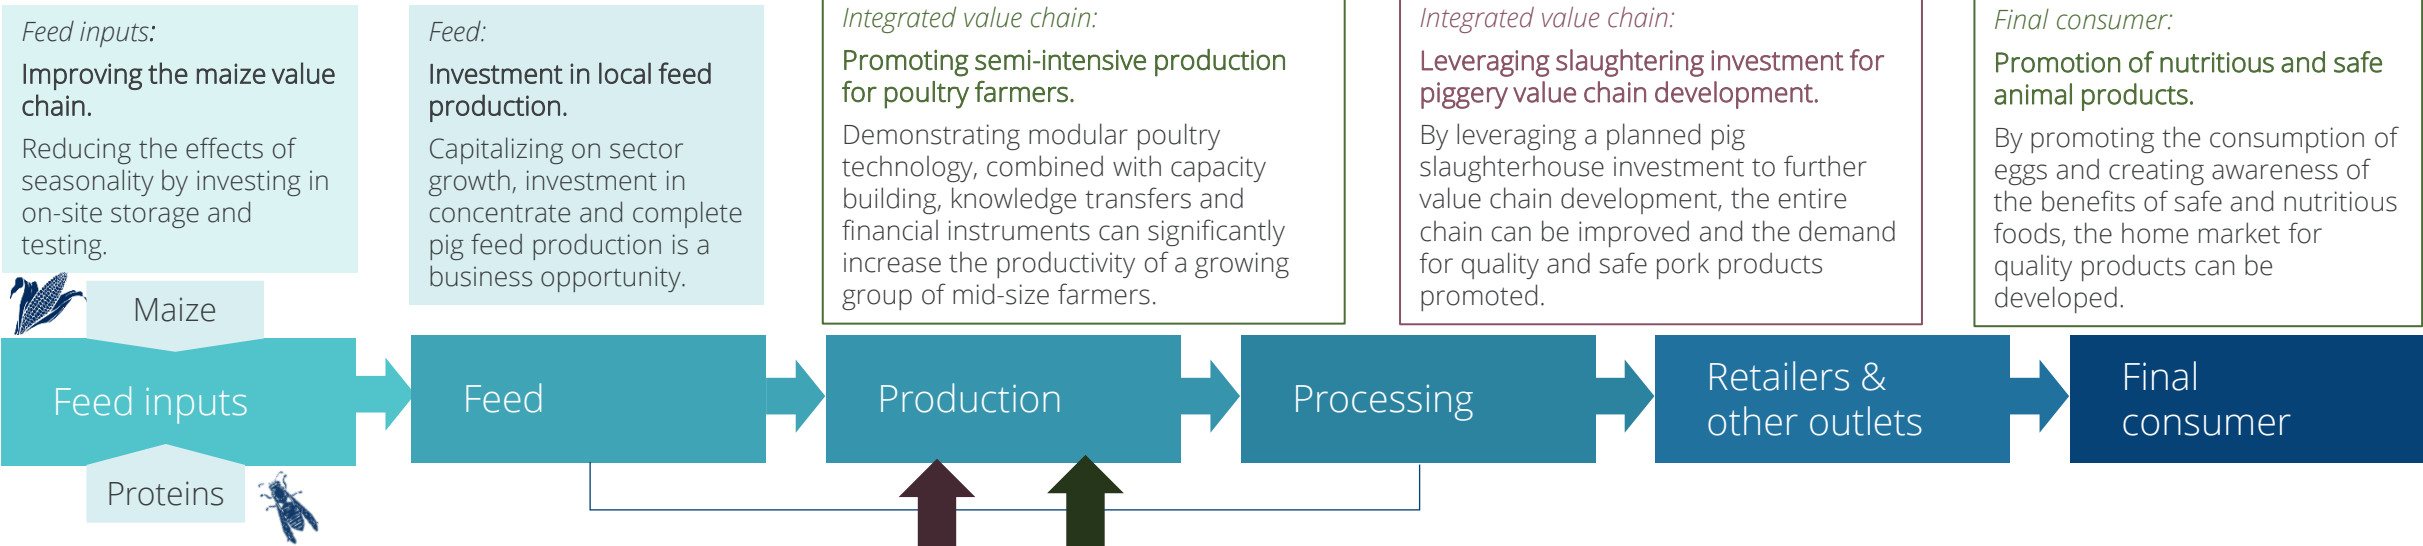 Feed inputs:
Improving the maize value
chain.
Reducing the effects of
seasonality by investing in
on-site storage and
testing.
Feed:
Investment in local feed
production.
Capitalizing on sector
growth, investment in
concentrate and complete
pig feed production is a
business opportunity.
Integrated value chain:
Promoting semi-intensive production
for poultry farmers.
Demonstrating modular poultry
technology, combined with capacity
building, knowledge transfers and
financial instruments can significantly
increase the productivity of a growing
group of mid-size farmers.
Integrated value chain:
Leveraging slaughtering investment for
piggery value chain development.
By leveraging a planned pig
slaughterhouse investment to further
value chain development, the entire
chain can be improved and the demand
for quality and safe pork products
promoted.
Final consumer:
Promotion of nutritious and safe
animal products.
By promoting the consumption of
eggs and creating awareness of
the benefits of safe and nutritious
foods, the home market for
quality products can be
developed.
Maize
Feed inputs
Proteins
Feed
Production
Processing
Retailers &
other outlets
Final
consumer